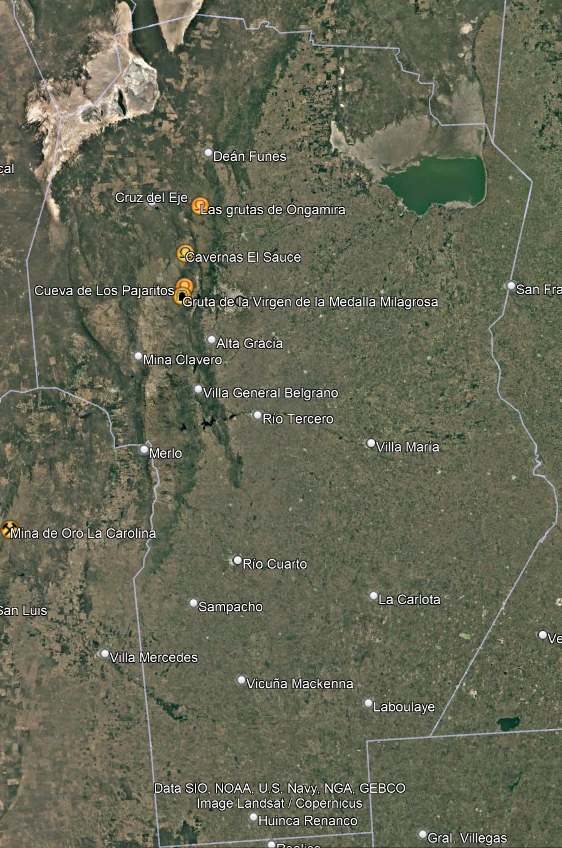 Deán Funes
cal
Cruz del Eje
Las grutas de Ongamira
Cavernas El Sauce
Cueva de Los Pajaritos
San Fra
Gruta de la Virgen de la Medalla Milagrosa
Alta Gracia
Mina Clavero
Villa General Belgrano
Río Tercero
Villa María
Merlo
Mina de Oro La Carolina
Río Cuarto
La Carlota
Sampacho
San Luis
Ve
Villa Mercedes
Vicuña Mackenna
Laboulaye
Data SIO, NOAA, U.S. Navy, NGA, GEBCO
Image Landsat / Copernicus
Huinca Renanco
Gral. Villegas